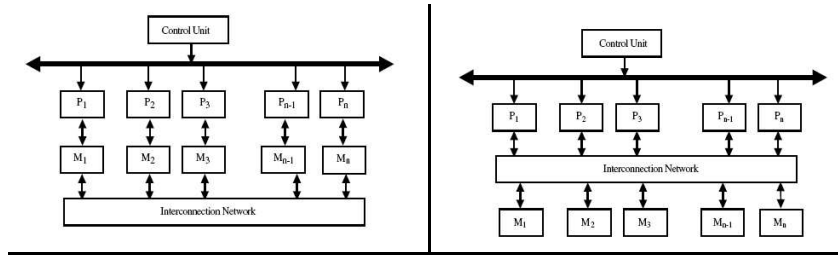 Control Unit
P1 P2 P3 Pn-1 Pn
M1 M2 M3 Mn-1 Mn
Interconnection Network
Control Unit
P1 P2 P3 Pn-1 Pn
Interconnection Network
M1 M2 M3 Mn-1 Mn